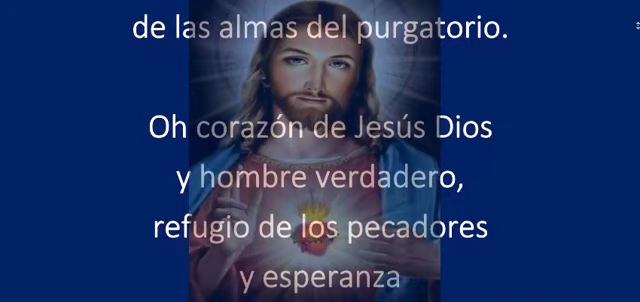 de las almas del purgatorio.
Oh corazón de Jesús Dios
y hombre verdadero,
refugio de los pecadores
y esperanza